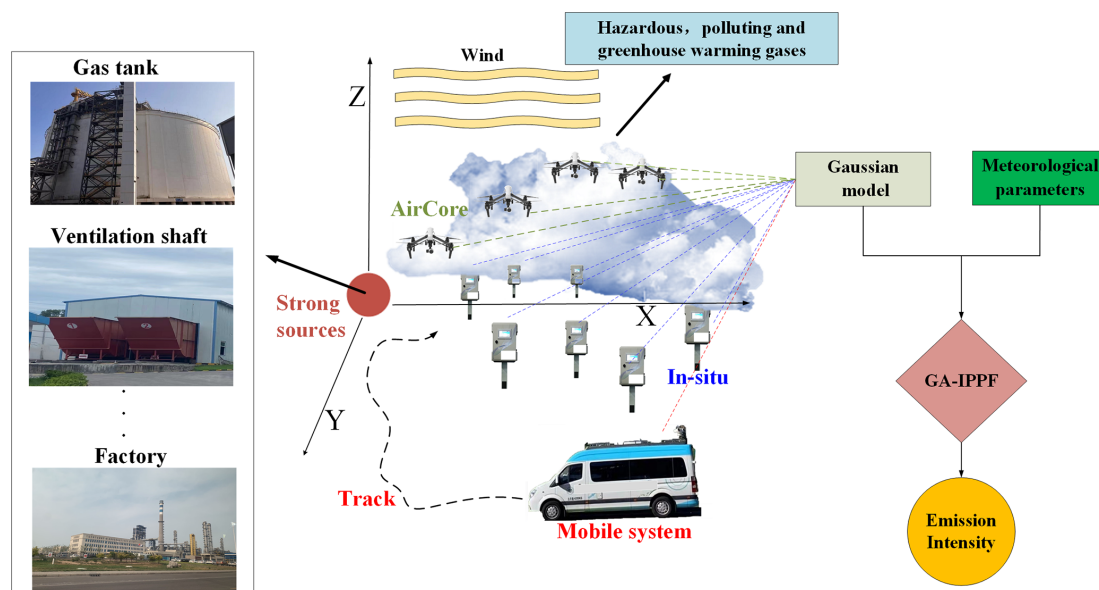 Hazardous, polluting and
greenhouse warming gases
Gas tank
Wind
Z
Gaussian
model
Meteorological
parameters
AirCore
Ventilation shaft
Strong
sources
X
GA-IPPF
In-situ
Y
Factory
Track
Mobile system
Emission
Intensity